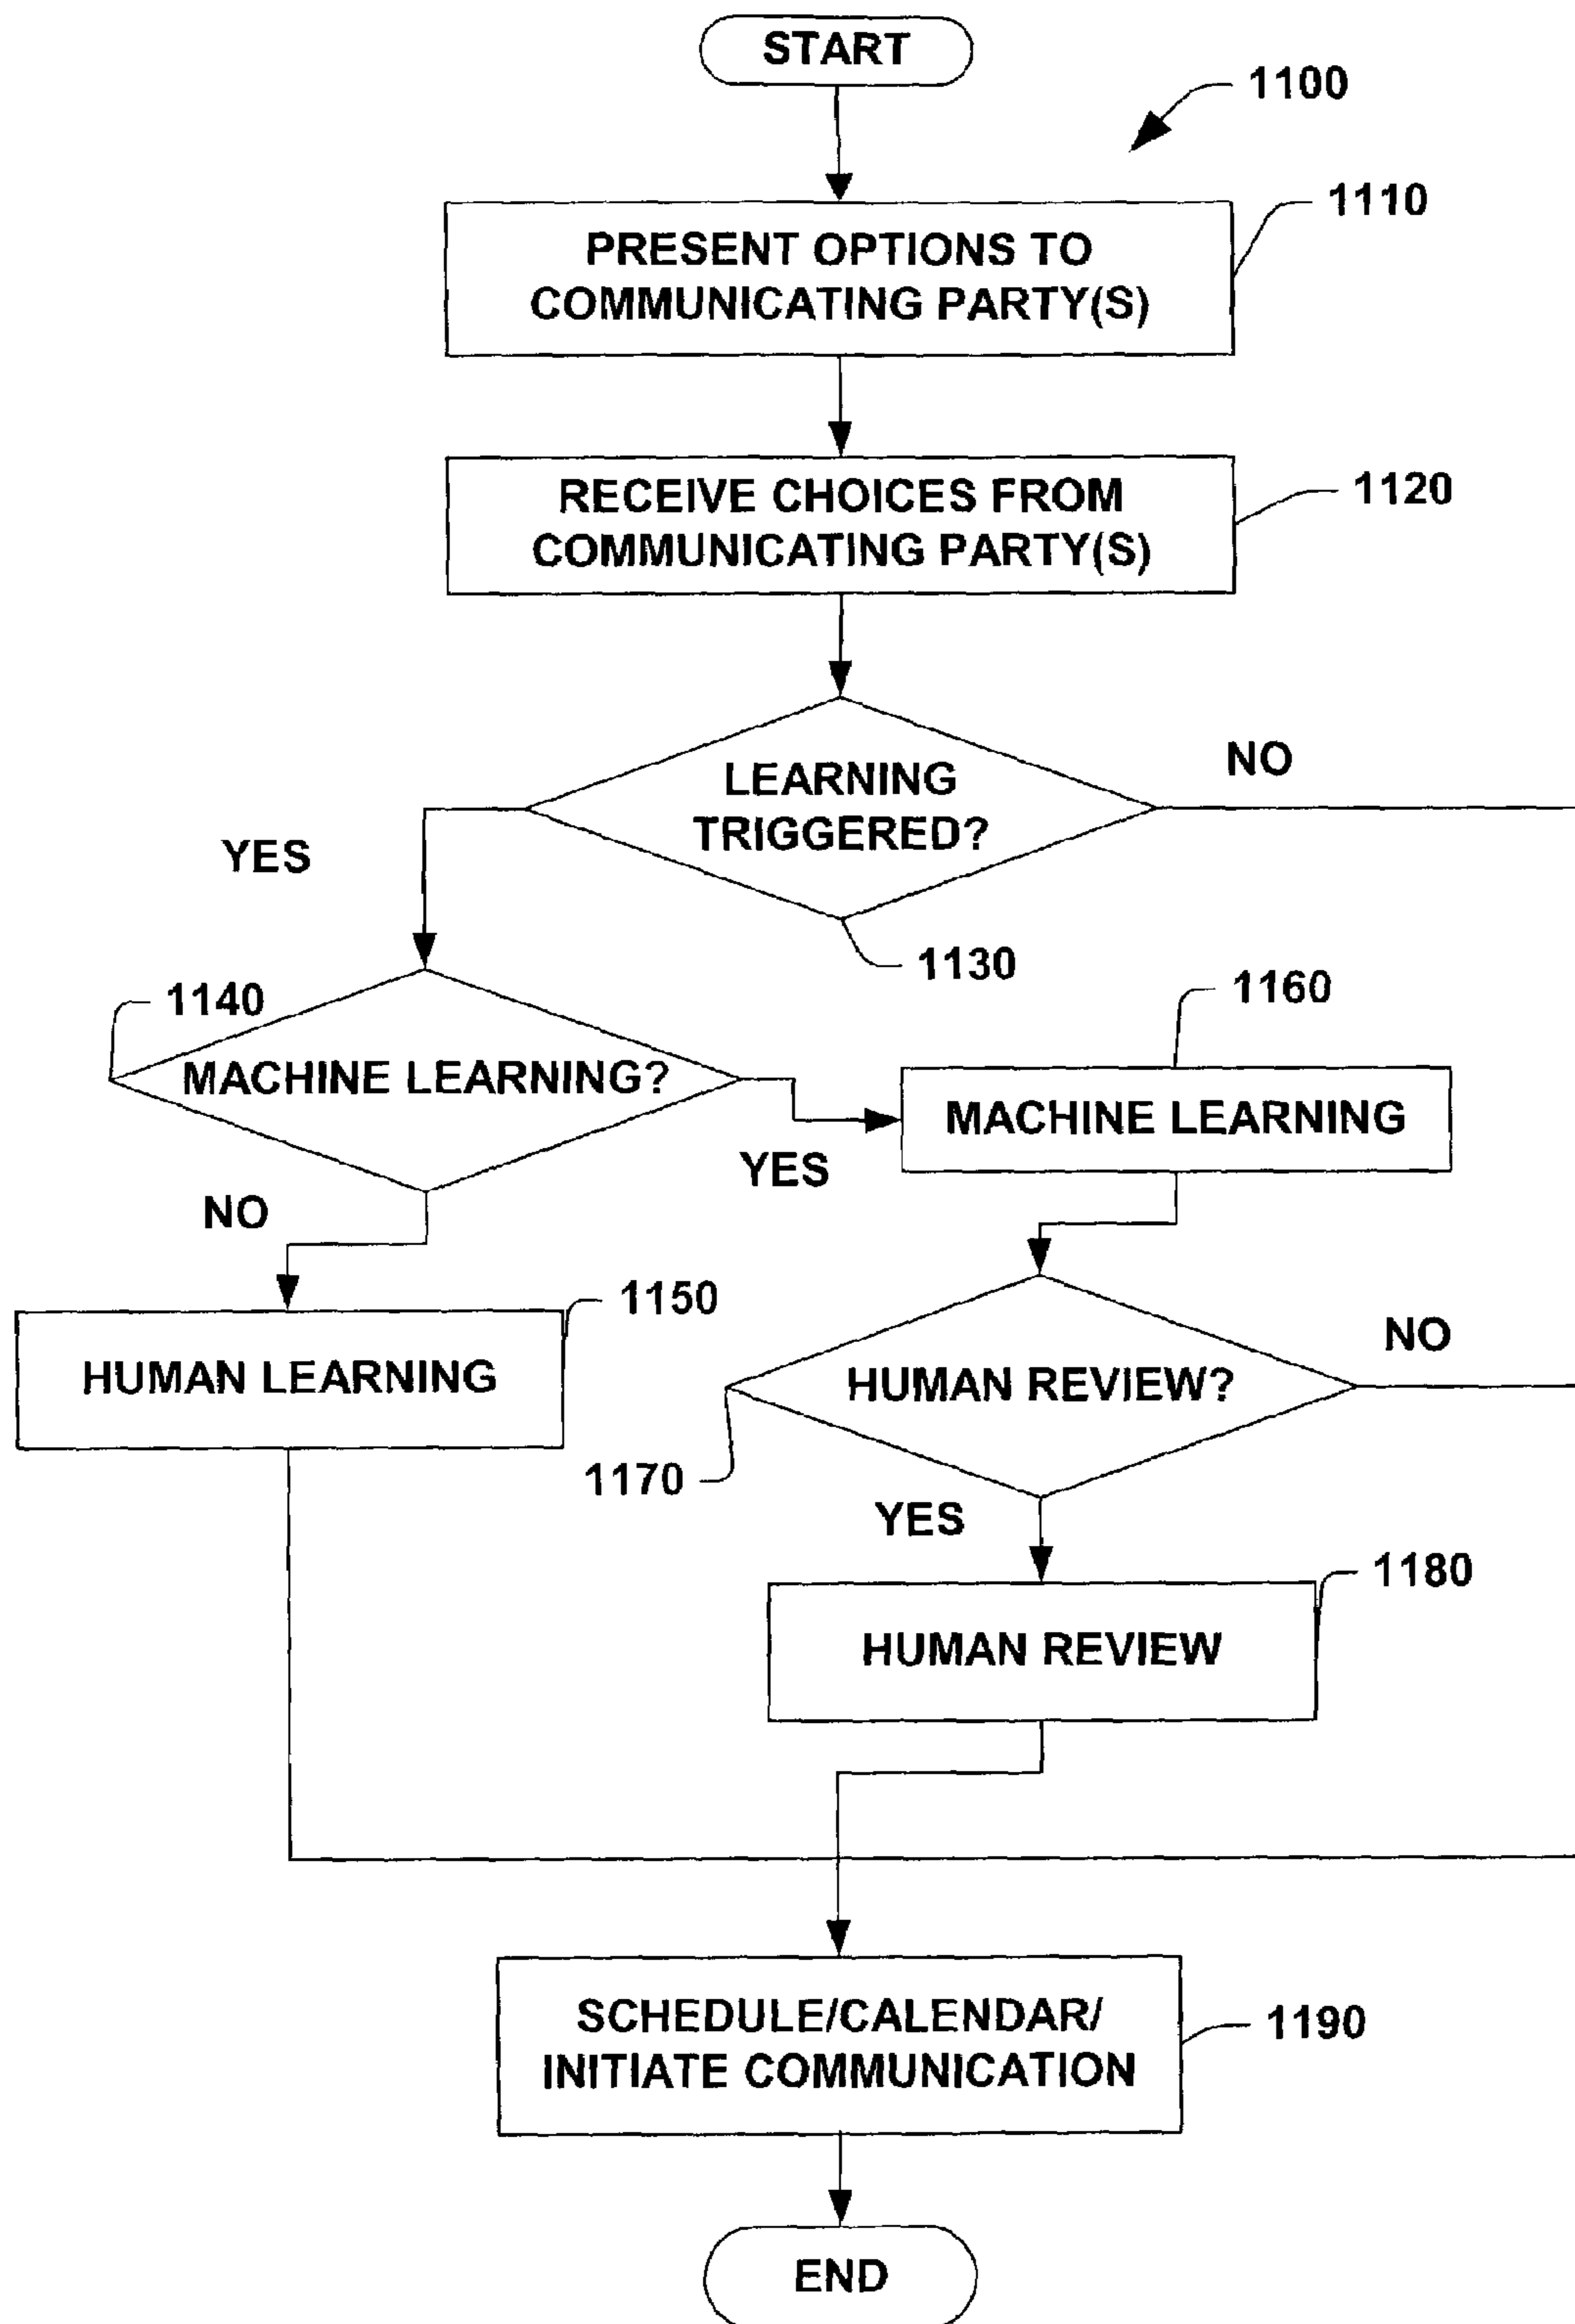 START
1100
1110
PRESENT OPTIONS TO
COMMUNICATING PARTY(S)
1120
RECEIVE CHOICES FROM
COMMUNICATING PARTY(S)
NO
LEARNING
TRIGGERED?
YES
1130
1140
1160
MACHINE LEARNING?
MACHINE LEARNING
YES
NO
1150
NO
HUMAN LEARNING
HUMAN REVIEW?
1170
YES
1180
HUMAN REVIEW
SCHEDULE/CALENDAR/
1190
INITIATE COMMUNICATION
END